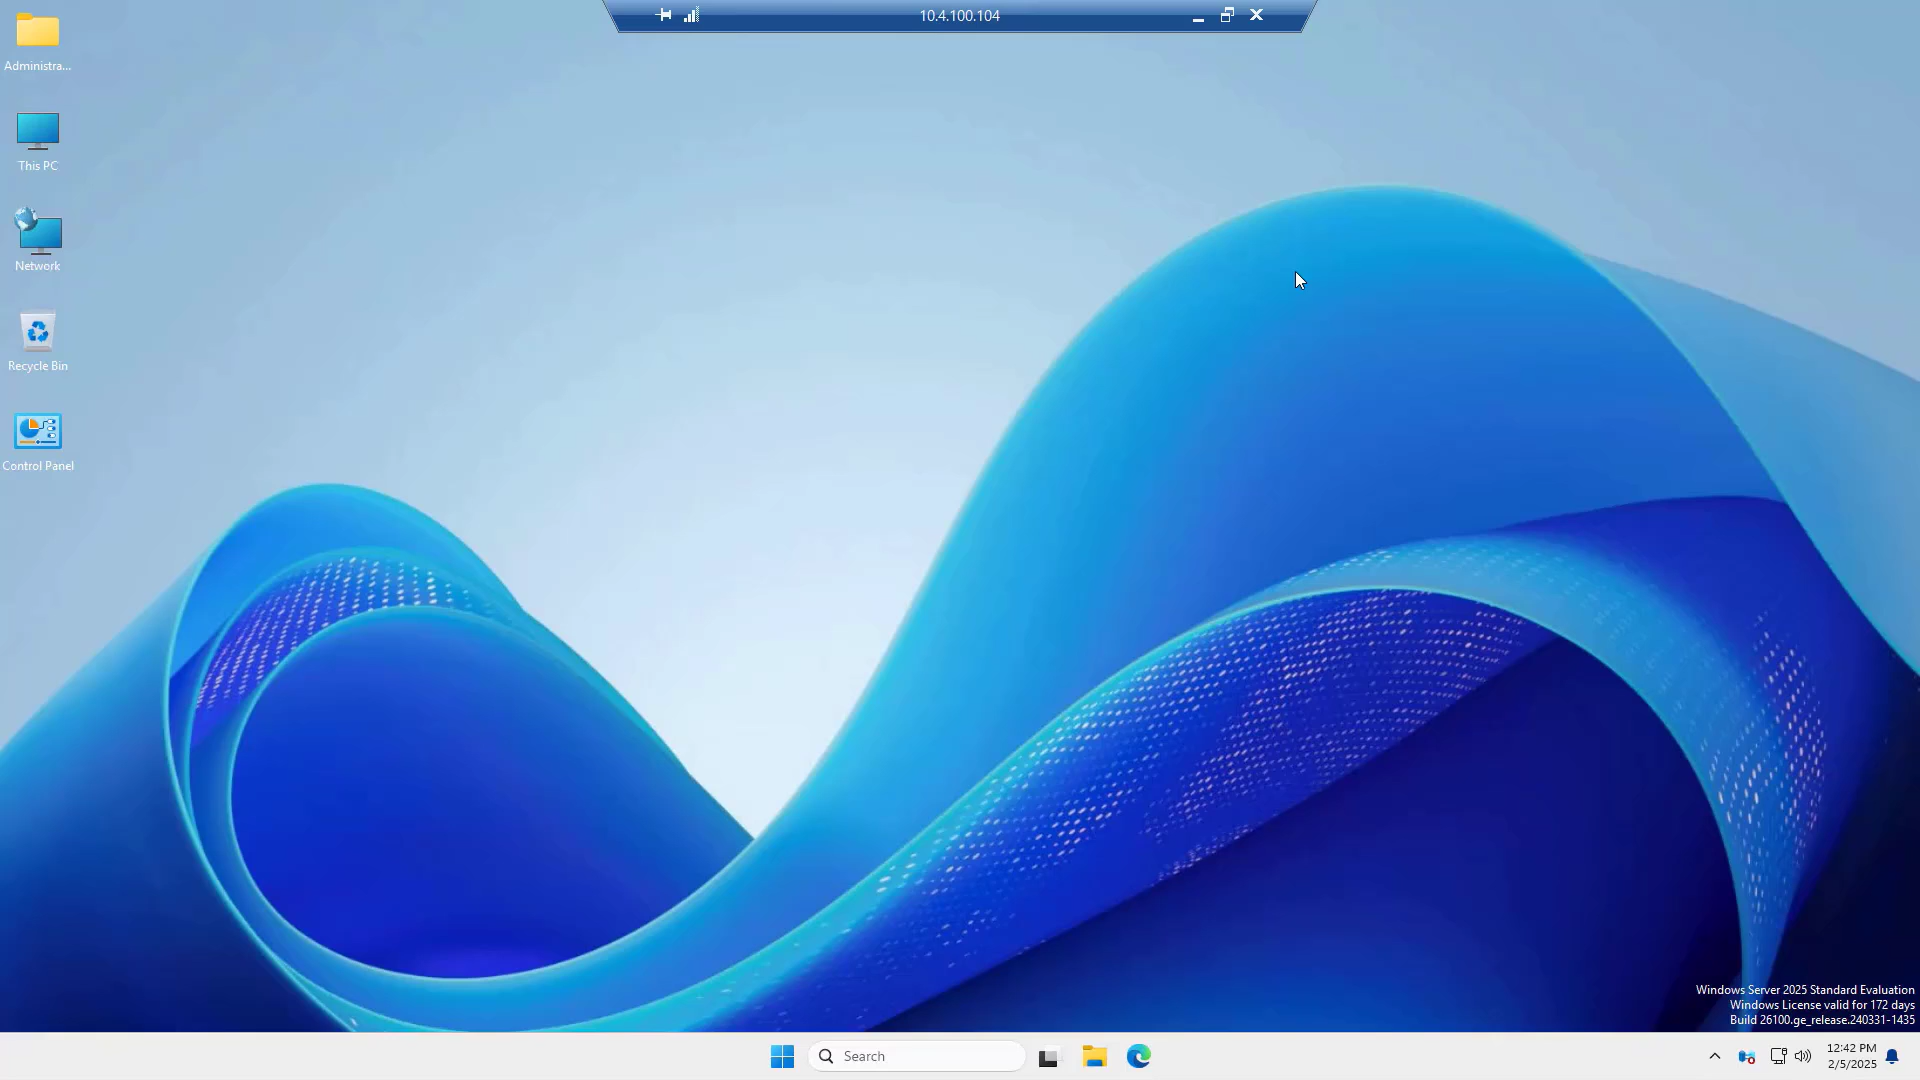 10.4.100.104
Administra...
This PC
Network
Recycle Bin
Control Panel
Windows Server 2025 Standard Evaluation
Windows License valid for 172 days
Build 26100.ge_release.240331-1435
Search
12:42 PM
2/5/2025